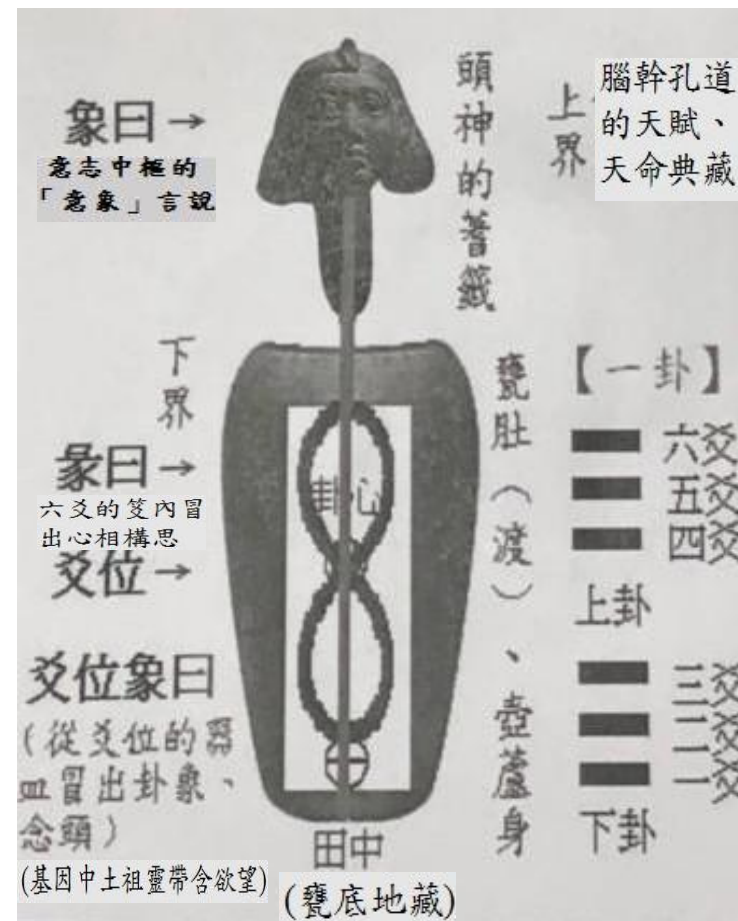 象曰→
意志中樞的
「意象」言說
頭神的蓍籤
上界
腦幹孔道
的天賦、
天命典藏
下界
彖曰→
六爻的笅內冒
出心相構思
爻位→
爻位象曰
(從爻位的器
皿冒出卦象、
念頭)
(基因中土祖靈帶含欲望)
卦心
田中
(甕底地藏)
甕肚(渡)、壺蘆身
【一卦】
六爻
五爻
四爻
上卦
三爻
二爻
一爻
下卦